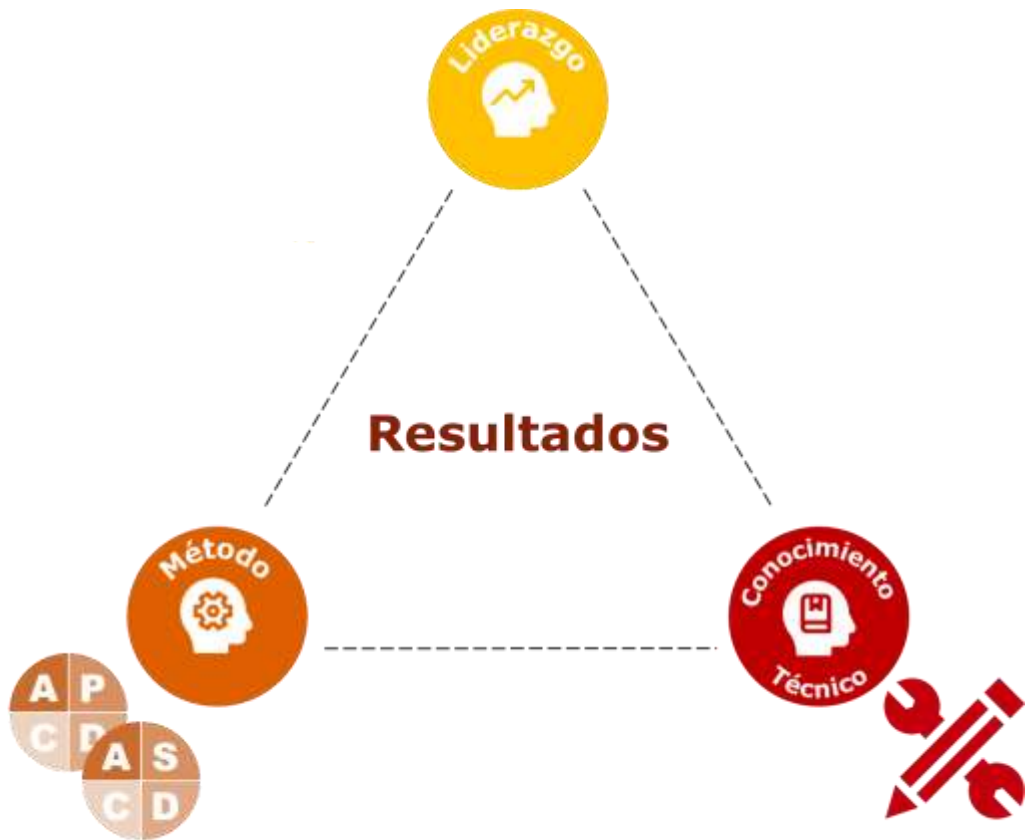 Liderazgo
Resultados
Método
Conocimiento
Técnico
A P
C D
A S
C D